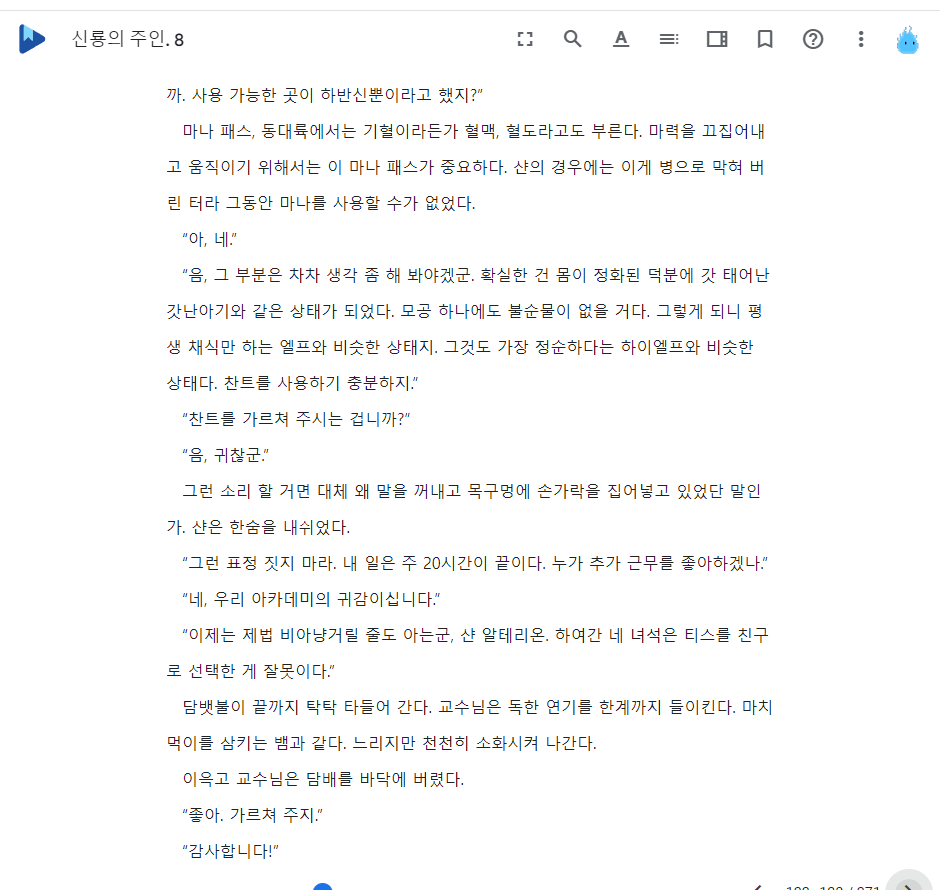 신룡의 주인. 8
까. 사용 가능한 곳이 하반신뿐이라고 했지?”
마나 패스, 동대륙에서는 기혈이라든가 혈맥, 혈도라고도 부른다. 마력을 끄집어내
고 움직이기 위해서는 이 마나 패스가 중요하다. 샨의 경우에는 이게 병으로 막혀 버
린 터라 그동안 마나를 사용할 수가 없었다.
“아, 네.”
“음, 그 부분은 차차 생각 좀 해 봐야겠군. 확실한 건 몸이 정화된 덕분에 갓 태어난
갓난아기와 같은 상태가 되었다. 모공 하나에도 불순물이 없을 거다. 그렇게 되니 평
생 채식만 하는 엘프와 비슷한 상태지. 그것도 가장 정순하다는 하이엘프와 비슷한
상태다. 찬트를 사용하기 충분하지.”
“찬트를 가르쳐 주시는 겁니까?”
“음, 귀찮군.”
그런 소리 할 거면 대체 왜 말을 꺼내고 목구멍에 손가락을 집어넣고 있었단 말인
가. 샨은 한숨을 내쉬었다.
“그런 표정 짓지 마라. 내 일은 주 20시간이 끝이다. 누가 추가 근무를 좋아하겠나.”
“네, 우리 아카데미의 귀감이십니다.”
“이제는 제법 비아냥거릴 줄도 아는군, 샨 알테리온. 하여간 네 녀석은 티스를 친구
로 선택한 게 잘못이다.”
담뱃불이 끝까지 탁탁 타들어 간다. 교수님은 독한 연기를 한계까지 들이킨다. 마치
먹이를 삼키는 뱀과 같다. 느리지만 천천히 소화시켜 나간다.
이윽고 교수님은 담배를 바닥에 버렸다.
“좋아. 가르쳐 주지.”
“감사합니다!”